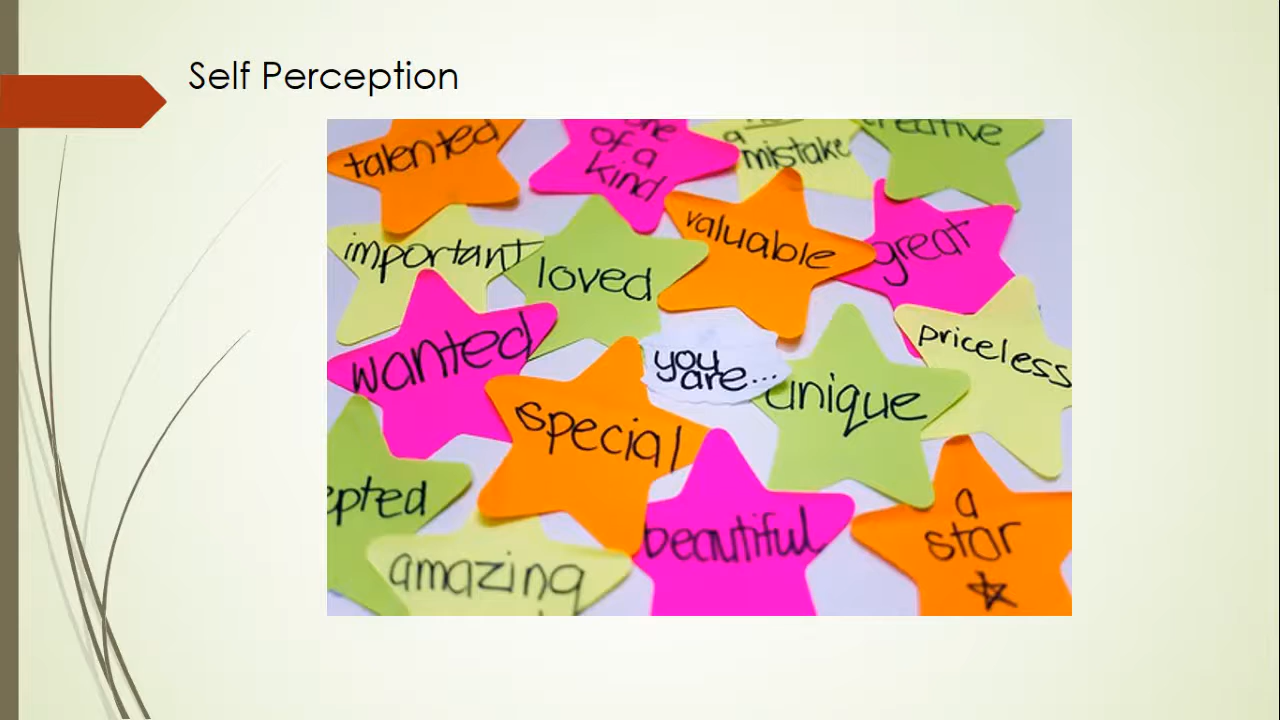 Self Perception
talented
of a
kind
a
mistake
creative
important
loved
valuable
great
wanted
you
are...
priceless
special
unique
epted
beautiful
a
star
amazing